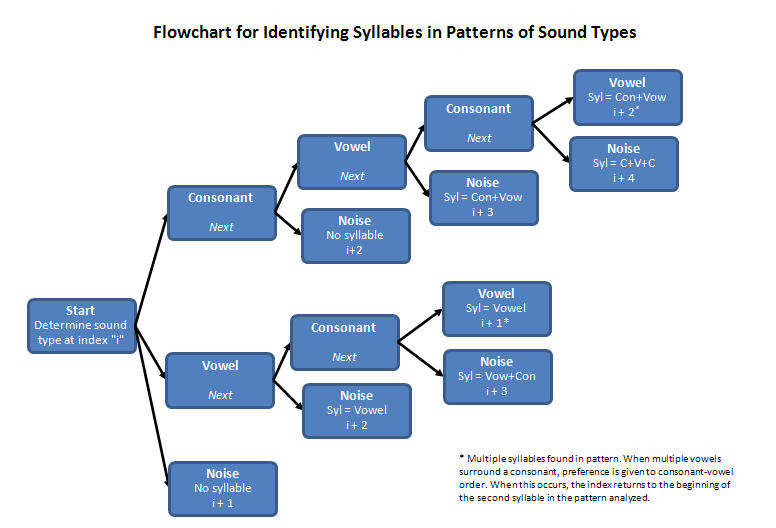 Flowchart for Identifying Syllables in Patterns of Sound Types
Vowel
Syl = Con+Vow
i + 2*
Consonant
Next
Noise
Syl = C+V+C
i + 4
Vowel
Next
Noise
Syl = Con+Vow
i + 3
Consonant
Next
Noise
No syllable
i+2
Start
Determine sound
type at index "i"
Vowel
Syl = Vowel
i + 1*
Consonant
Next
Noise
Syl = Vow+Con
i + 3
Vowel
Next
Noise
Syl = Vowel
i + 2
Noise
No syllable
i + 1
* Multiple syllables found in pattern. When multiple vowels
surround a consonant, preference is given to consonant-vowel
order. When this occurs, the index returns to the beginning of
the second syllable in the pattern analyzed.